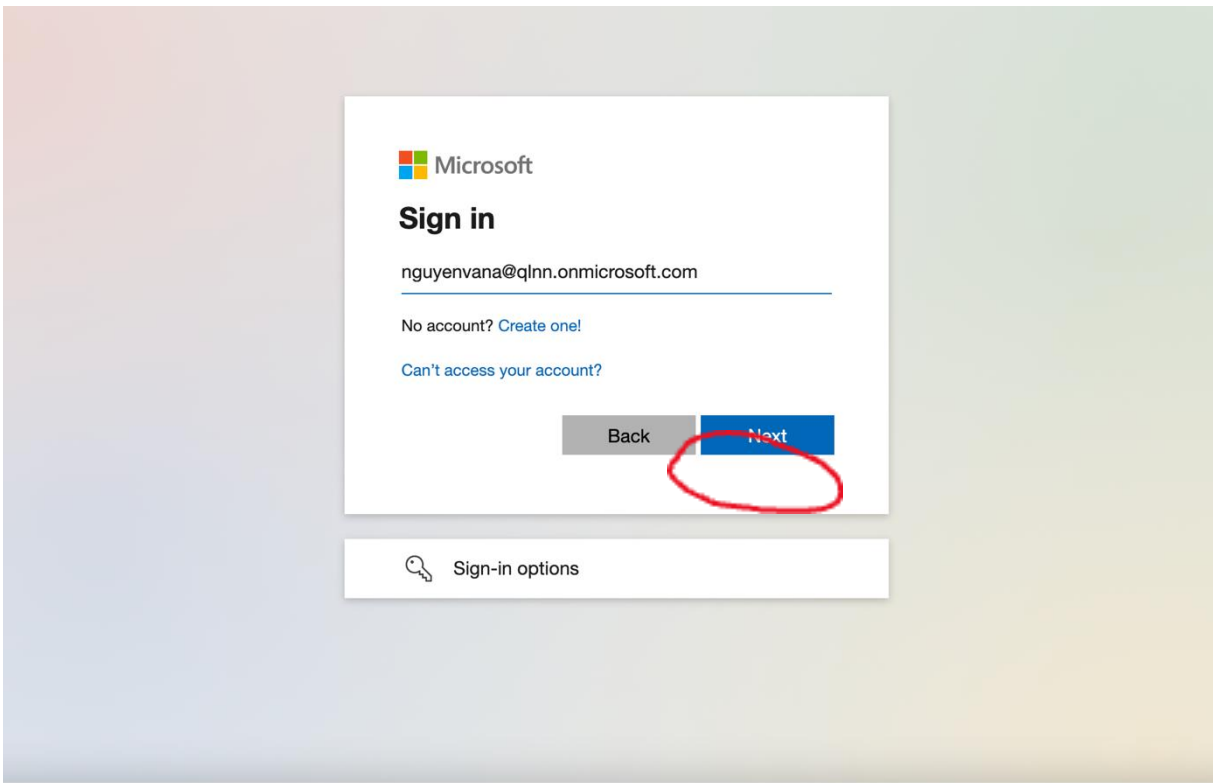 Microsoft
Sign in
nguyenvana@qlnn.onmicrosoft.com
No account? Create one!
Can't access your account?
Back Next
Sign-in options